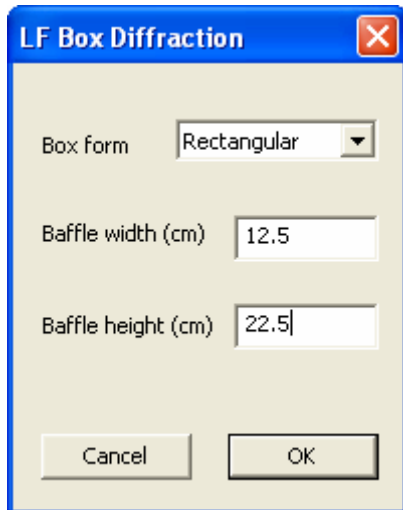 LF Box Diffraction
Box form Rectangular
Baffle width (cm) 12.5
Baffle height (cm) 22.5
Cancel OK